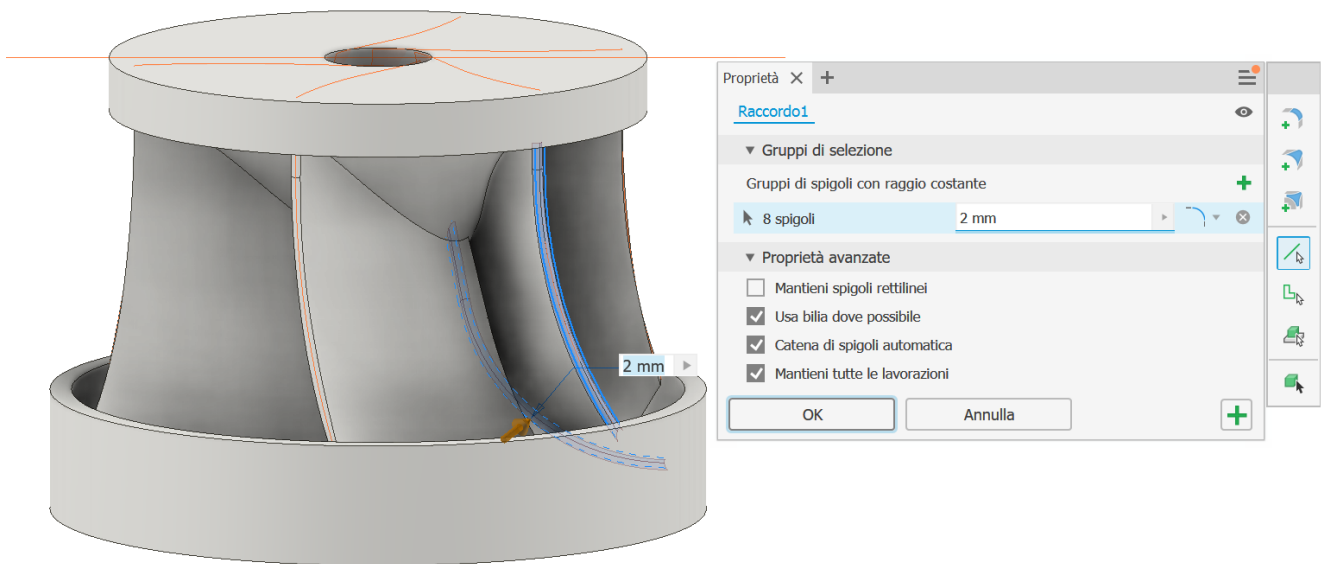 Proprietà
Raccordo1
Gruppi di selezione
Gruppi di spigoli con raggio costante
8 spigoli 2 mm
Proprietà avanzate
Mantieni spigoli rettilinei
Usa bilia dove possibile
2 mm
Catena di spigoli automatica
Mantieni tutte le lavorazioni
OK Annulla